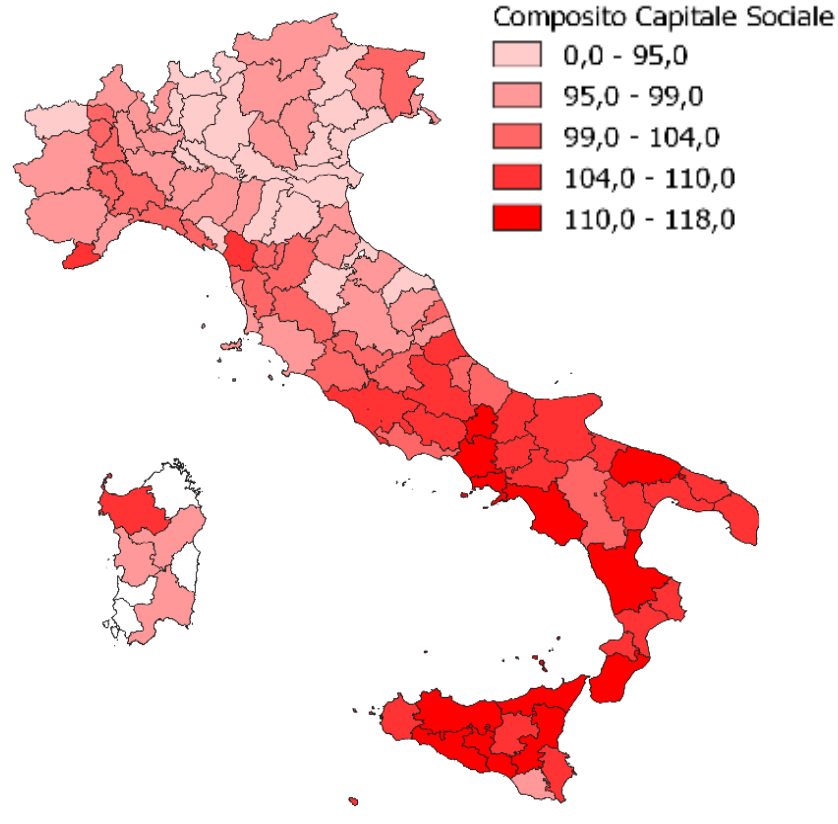 Composito Capitale Sociale
0,0 - 95,0
95,0 - 99,0
99,0 - 104,0
104,0 - 110,0
110,0 - 118,0